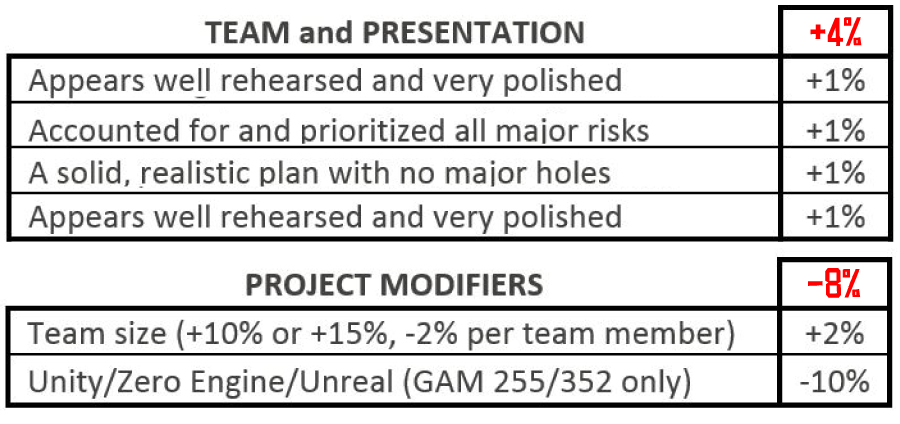 TEAM and PRESENTATION +4%
Appears well rehearsed and very polished +1%
Accounted for and prioritized all major risks +1%
A solid, realistic plan with no major holes +1%
Appears well rehearsed and very polished +1%
PROJECT MODIFIERS -8%
Team size (+10% or +15%, -2% per team member) +2%
Unity/Zero Engine/Unreal (GAM 255/352 only) -10%